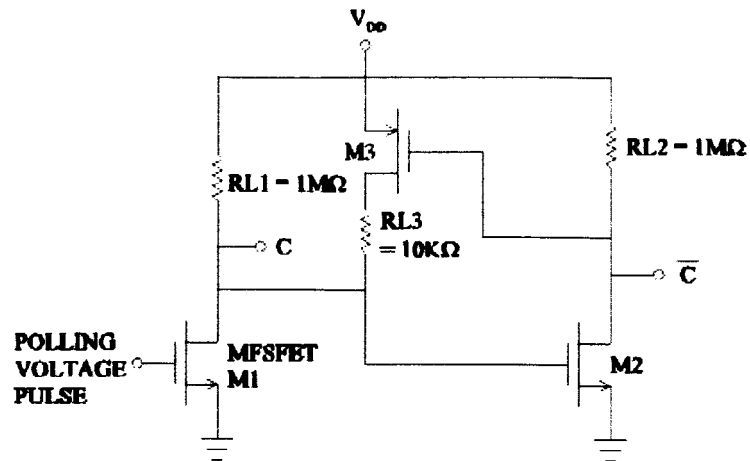 V_DD
M3
RL1 = 1MΩ
RL2 = 1MΩ
RL3
= 10KΩ
C
C̅
POLLING
VOLTAGE
PULSE
MFSFET
M1
M2